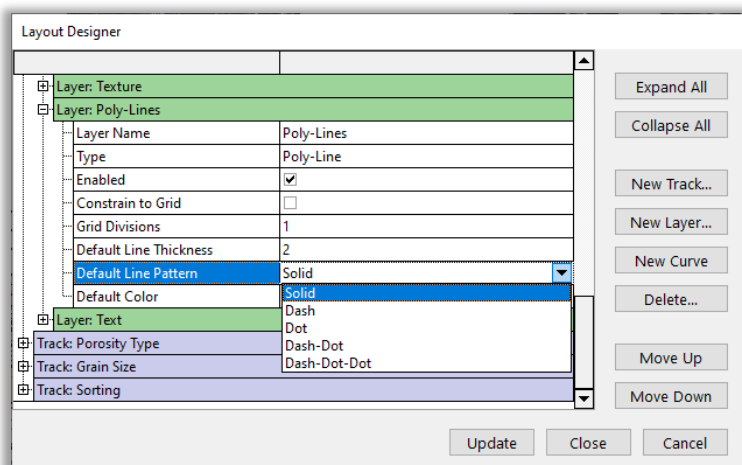 Layout Designer
Layer: Texture
Layer: Poly-Lines
Layer Name Poly-Lines
Type Poly-Line
Enabled
Constrain to Grid
Grid Divisions 1
Default Line Thickness 2
Default Line Pattern Solid
Default Color Solid
Dash
Layer: Text Dot
Track: Porosity Type Dash-Dot
Track: Grain Size Dash-Dot-Dot
Track: Sorting
Expand All
Collapse All
New Track...
New Layer...
New Curve
Delete...
Move Up
Move Down
Update Close Cancel